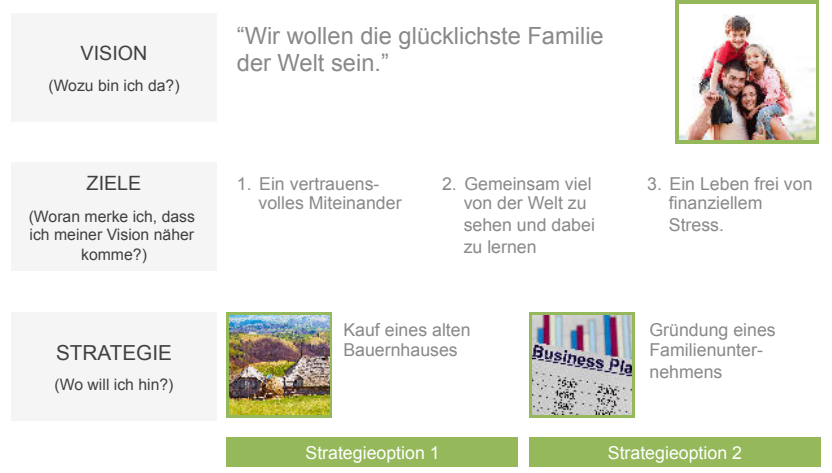 VISION
(Wozu bin ich da?)
“Wir wollen die glücklichste Familie
der Welt sein.”
ZIELE
(Woran merke ich, dass
ich meiner Vision näher
komme?)
1. Ein vertrauens-
volles Miteinander
2. Gemeinsam viel
von der Welt zu
sehen und dabei
zu lernen
3. Ein Leben frei von
finanziellem
Stress.
STRATEGIE
(Wo will ich hin?)
Kauf eines alten
Bauernhauses
Business Pla
Gründung eines
Familienunter-
nehmens
Strategieoption 1
Strategieoption 2